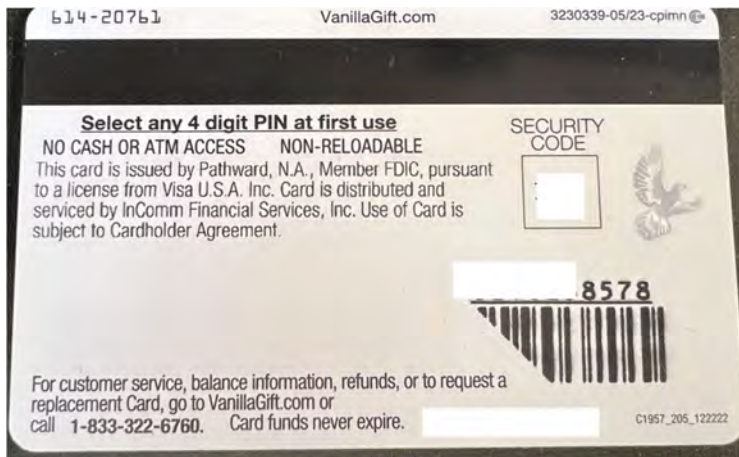 614-20761 VanillaGift.com 3230339-05/23-cpimn
Select any 4 digit PIN at first use
NO CASH OR ATM ACCESS NON-RELOADABLE
This card is issued by Pathward, N.A., Member FDIC, pursuant
to a license from Visa U.S.A. Inc. Card is distributed and
serviced by InComm Financial Services, Inc. Use of Card is
subject to Cardholder Agreement.
SECURITY
CODE
8578
For customer service, balance information, refunds, or to request a
replacement Card, go to VanillaGift.com or
call 1-833-322-6760. Card funds never expire.
C1957_205_122222